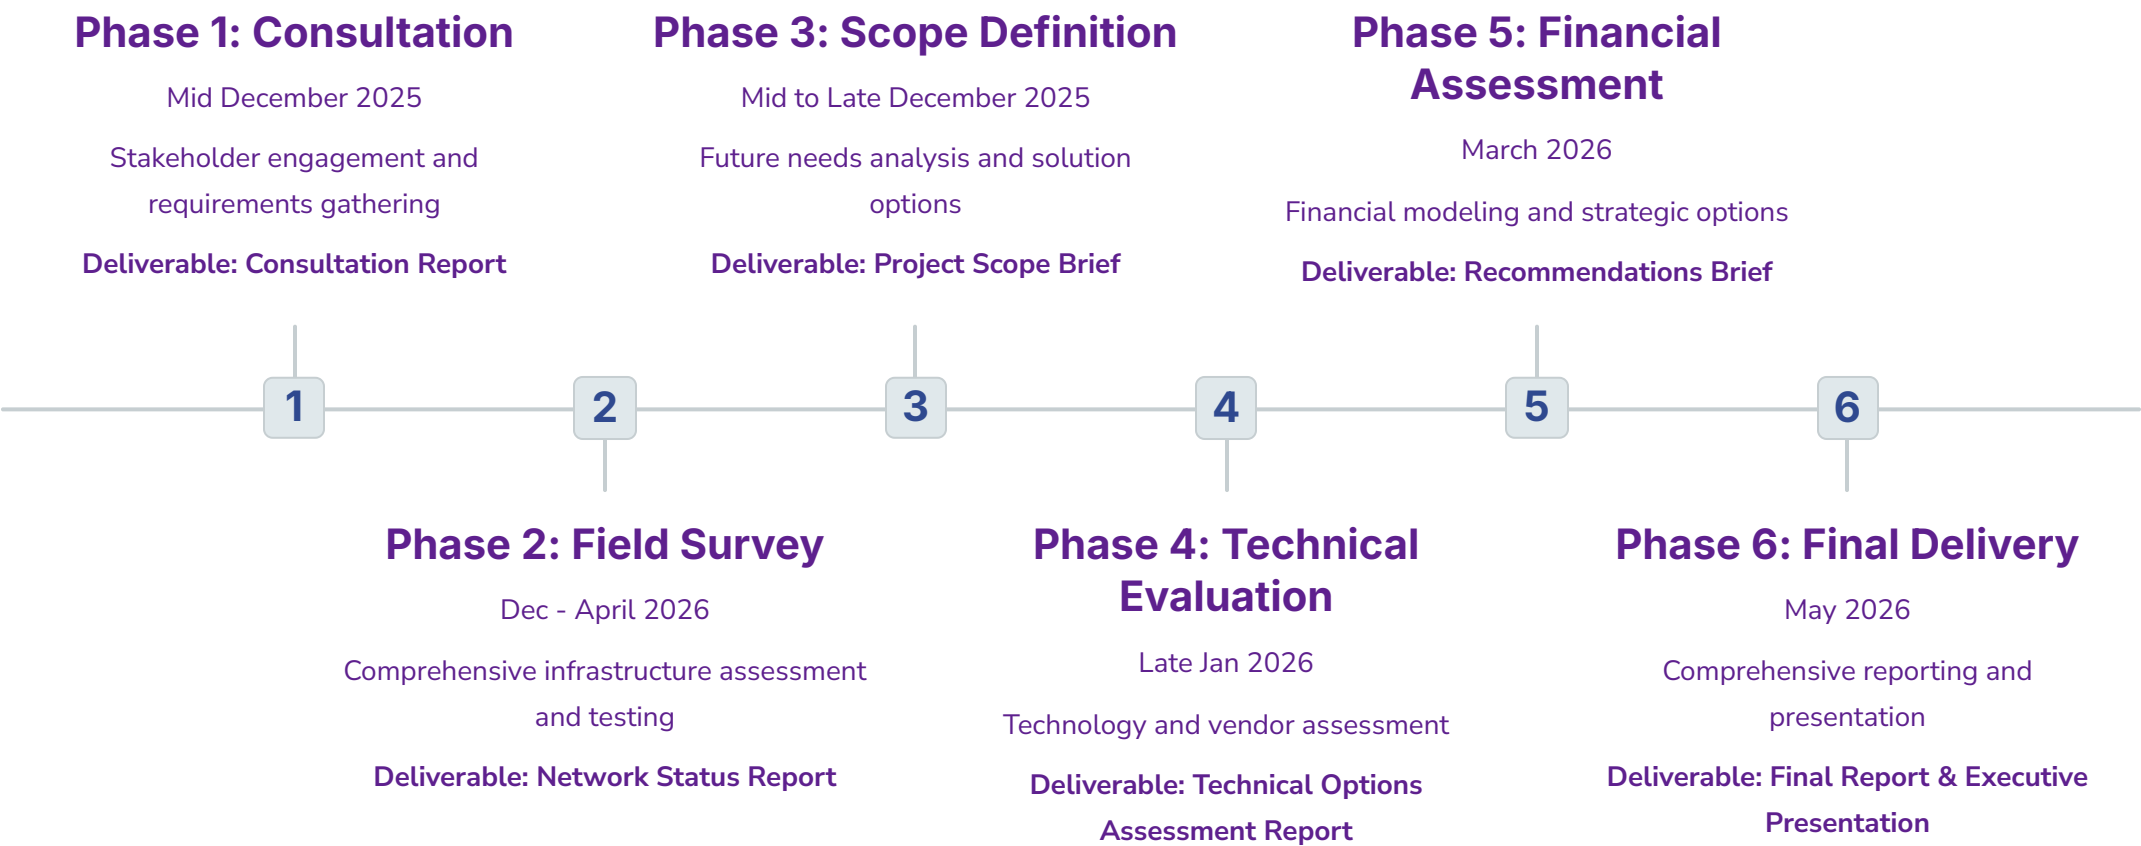 Phase 1: Consultation
Mid December 2025
Stakeholder engagement and
requirements gathering
Deliverable: Consultation Report
Phase 3: Scope Definition
Mid to Late December 2025
Future needs analysis and solution
options
Deliverable: Project Scope Brief
Phase 5: Financial
Assessment
March 2026
Financial modeling and strategic options
Deliverable: Recommendations Brief
1
2
3
4
5
6
Phase 2: Field Survey
Dec - April 2026
Comprehensive infrastructure assessment
and testing
Deliverable: Network Status Report
Phase 4: Technical
Evaluation
Late Jan 2026
Technology and vendor assessment
Deliverable: Technical Options
Assessment Report
Phase 6: Final Delivery
May 2026
Comprehensive reporting and
presentation
Deliverable: Final Report & Executive
Presentation